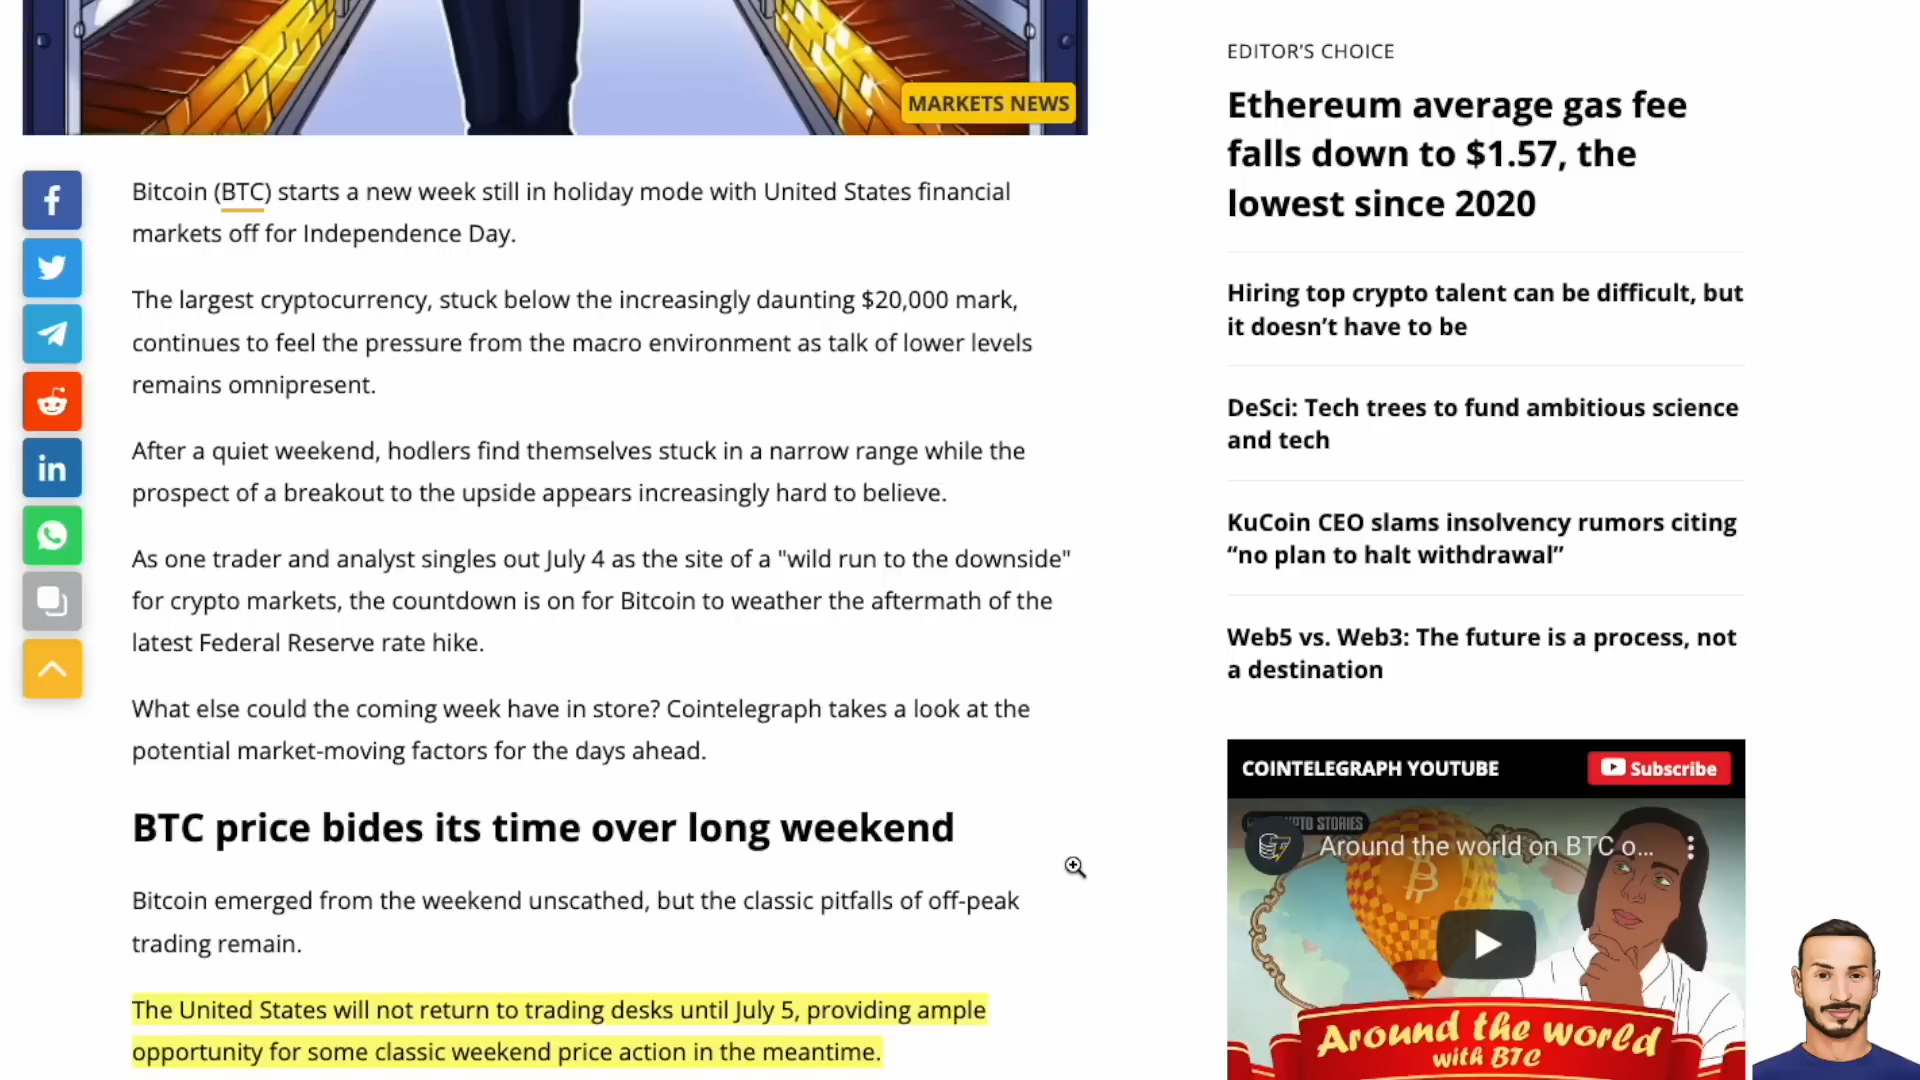 MARKETS NEWS
Bitcoin (BTC) starts a new week still in holiday mode with United States financial
markets off for Independence Day.
The largest cryptocurrency, stuck below the increasingly daunting $20,000 mark,
continues to feel the pressure from the macro environment as talk of lower levels
remains omnipresent.
After a quiet weekend, hodlers find themselves stuck in a narrow range while the
prospect of a breakout to the upside appears increasingly hard to believe.
As one trader and analyst singles out July 4 as the site of a "wild run to the downside"
for crypto markets, the countdown is on for Bitcoin to weather the aftermath of the
latest Federal Reserve rate hike.
What else could the coming week have in store? Cointelegraph takes a look at the
potential market-moving factors for the days ahead.
BTC price bides its time over long weekend
Bitcoin emerged from the weekend unscathed, but the classic pitfalls of off-peak
trading remain.
The United States will not return to trading desks until July 5, providing ample
opportunity for some classic weekend price action in the meantime.
EDITOR’S CHOICE
Ethereum average gas fee
falls down to $1.57, the
lowest since 2020
Hiring top crypto talent can be difficult, but
it doesn’t have to be
DeSci: Tech trees to fund ambitious science
and tech
KuCoin CEO slams insolvency rumors citing
“no plan to halt withdrawal”
Web5 vs. Web3: The future is a process, not
a destination
COINTELEGRAPH YOUTUBE
Subscribe
STORIES
Around the world on BTC o...
Around the world
with BTC